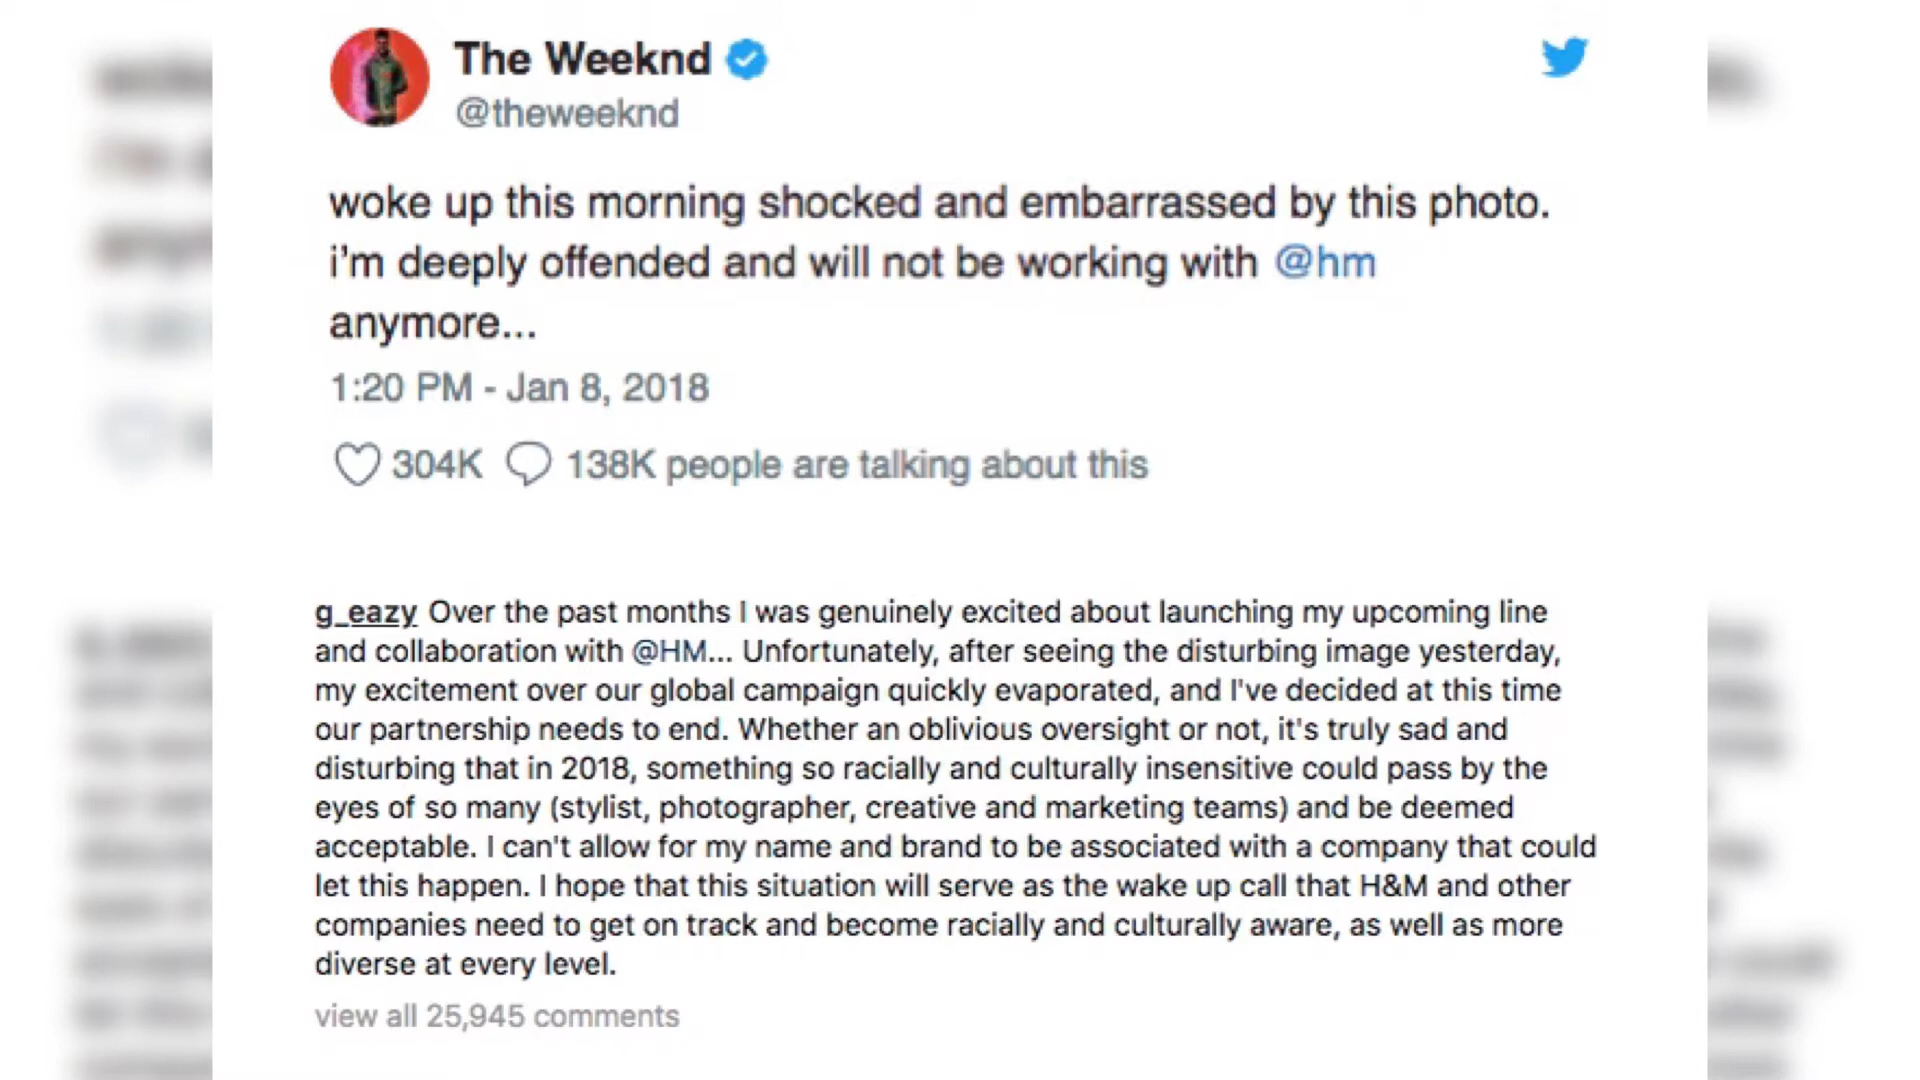 The Weeknd
@theweeknd
woke up this morning shocked and embarrassed by this photo.
i'm deeply offended and will not be working with @hm
anymore...
1:20 PM - Jan 8, 2018
304K 138K people are talking about this
g_eazy Over the past months I was genuinely excited about launching my upcoming line
and collaboration with @HM... Unfortunately, after seeing the disturbing image yesterday,
my excitement over our global campaign quickly evaporated, and I've decided at this time
our partnership needs to end. Whether an oblivious oversight or not, it's truly sad and
disturbing that in 2018, something so racially and culturally insensitive could pass by the
eyes of so many (stylist, photographer, creative and marketing teams) and be deemed
acceptable. I can't allow for my name and brand to be associated with a company that could
let this happen. I hope that this situation will serve as the wake up call that H&M and other
companies need to get on track and become racially and culturally aware, as well as more
diverse at every level.
view all 25,945 comments